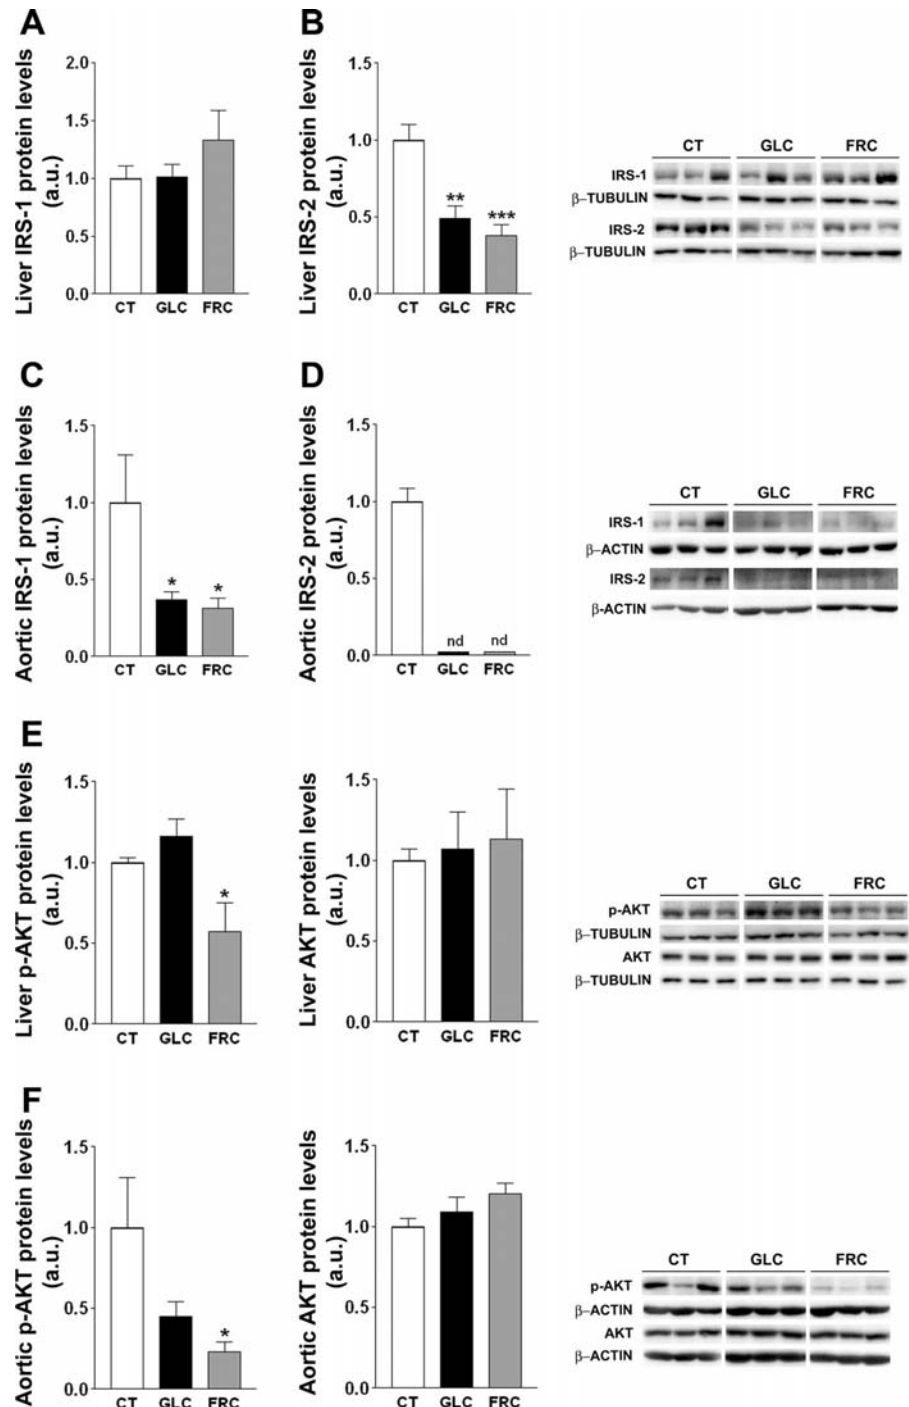 A
Liver IRS-1 protein levels
(a.u.)
2.0
1.5
1.0
0.5
0.0
CT GLC FRC
B
Liver IRS-2 protein levels
(a.u.)
1.5
1.0
0.5
0.0
**
***
CT GLC FRC
CT GLC FRC
IRS-1
β–TUBULIN
IRS-2
β–TUBULIN
C
Aortic IRS-1 protein levels
(a.u.)
1.5
1.0
0.5
0.0
*
*
CT GLC FRC
D
Aortic IRS-2 protein levels
(a.u.)
1.5
1.0
0.5
0.0
nd nd
CT GLC FRC
CT GLC FRC
IRS-1
β–ACTIN
IRS-2
β-ACTIN
E
Liver p-AKT protein levels
(a.u.)
1.5
1.0
0.5
0.0
*
CT GLC FRC
Liver AKT protein levels
(a.u.)
1.5
1.0
0.5
0.0
CT GLC FRC
CT GLC FRC
p-AKT
β–TUBULIN
AKT
β–TUBULIN
F
Aortic p-AKT protein levels
(a.u.)
1.5
1.0
0.5
0.0
*
CT GLC FRC
Aortic AKT protein levels
(a.u.)
1.5
1.0
0.5
0.0
CT GLC FRC
CT GLC FRC
p-AKT
β–ACTIN
AKT
β–ACTIN